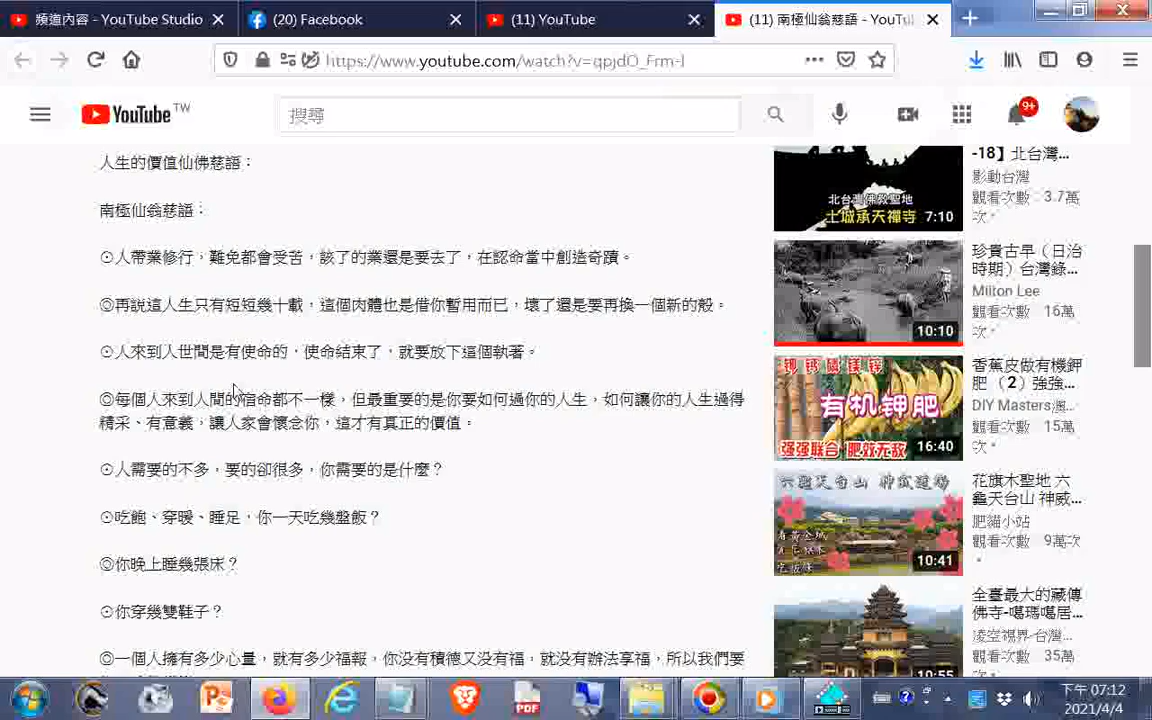 頻道內容 - YouTube Studio
(20) Facebook
(11) YouTube
(11) 南極仙翁慈語 - YouTu
https://www.youtube.com/watch?v=qpjdO_Frm-I
YouTube TW
搜尋
9+
人生的價值仙佛慈語：
南極仙翁慈語：
⊙人帶業修行，難免都會受苦，該了的業還是要去了，在認命當中創造奇蹟。
◎再說這人生只有短短幾十載，這個肉體也是借你暫用而已，壞了還是要再換一個新的殼。
⊙人來到人世間是有使命的，使命結束了，就要放下這個執著。
◎每個人來到人間的宿命都不一樣，但最重要的是你要如何過你的人生，如何讓你的人生過得
精采、有意義，讓人家會懷念你，這才有真正的價值。
⊙人需要的不多，要的卻很多，你需要的是什麼？
⊙吃飽、穿暖、睡足，你一天吃幾盤飯？
◎你晚上睡幾張床？
⊙你穿幾雙鞋子？
◎一個人擁有多少心量，就有多少福報，你没有積德又没有福，就没有辦法享福，所以我們要
北台灣佛教聖地
土城承天禪寺
7:10
-18】北台灣...
影動台灣
觀看次數： 3.7萬
次。
10:10
珍貴古早（日治
時期）台灣錄...
Milton Lee
觀看次數： 16萬
次。
钾 钙 磷 镁 锌
有机钾肥
强强联合 肥效无敌
16:40
香蕉皮做有機鉀
肥 （2）強強...
DIY Masters...
觀看次數： 15萬
次。
六龜天台山 神威道場
10:41
花旗木聖地 六
龜天台山 神威...
肥貓小站
觀看次數： 9萬次
。
10:55
全臺最大的藏傳
佛寺-噶瑪噶居...
凌空視界-台灣...
觀看次數： 35萬
次。
PDF
下午 07:12
2021/4/4